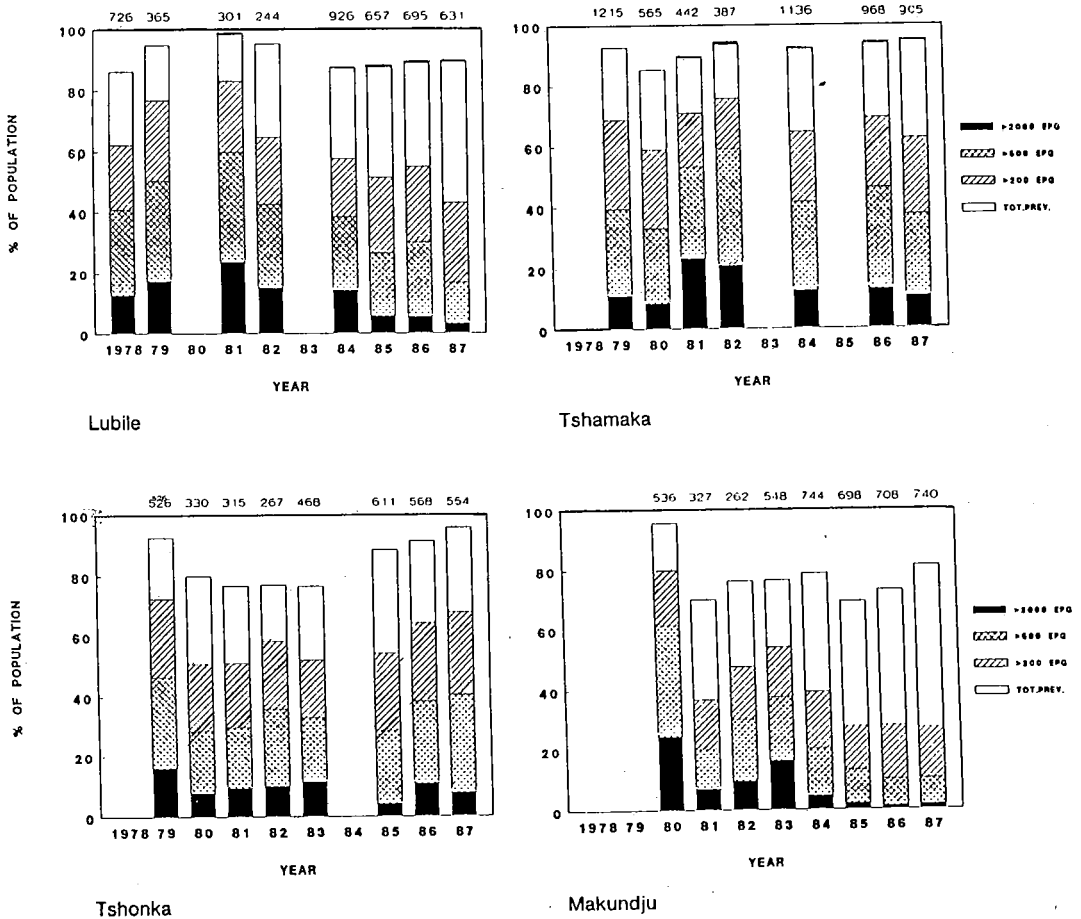 726 365 301 244 926 657 695 631
100
80
60
40
20
0
% OF POPULATION
1978 79 80 81 82 83 84 85 86 87
YEAR
Lubile
1215 565 442 387 1136 968 905
100
80
60
40
20
0
1978 79 80 81 82 83 84 85 86 87
YEAR
Tshamaka
>2000 EPG
>500 EPG
>200 EPG
TOT.PREV.
526 330 315 267 468 611 568 554
100
80
60
40
20
0
% OF POPULATION
1978 79 80 81 82 83 84 85 86 87
YEAR
Tshonka
536 327 262 548 744 698 708 740
100
80
60
40
20
0
1978 79 80 81 82 83 84 85 86 87
YEAR
Makundju
>2000 EPG
>500 EPG
>200 EPG
TOT.PREV.